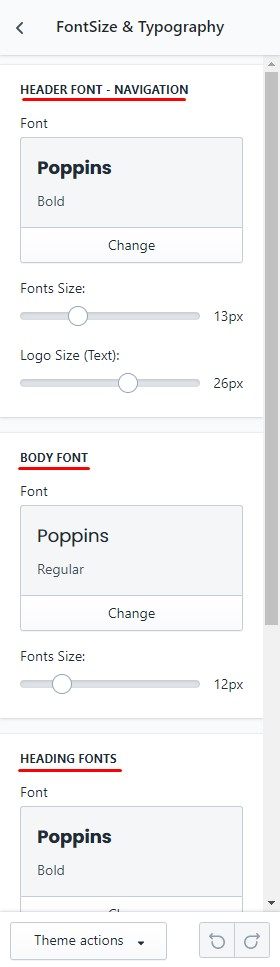 FontSize & Typography
HEADER FONT - NAVIGATION
Font
Poppins
Bold
Change
Fonts Size:
13px
Logo Size (Text):
26px
BODY FONT
Font
Poppins
Regular
Change
Fonts Size:
12px
HEADING FONTS
Font
Poppins
Bold
Theme actions